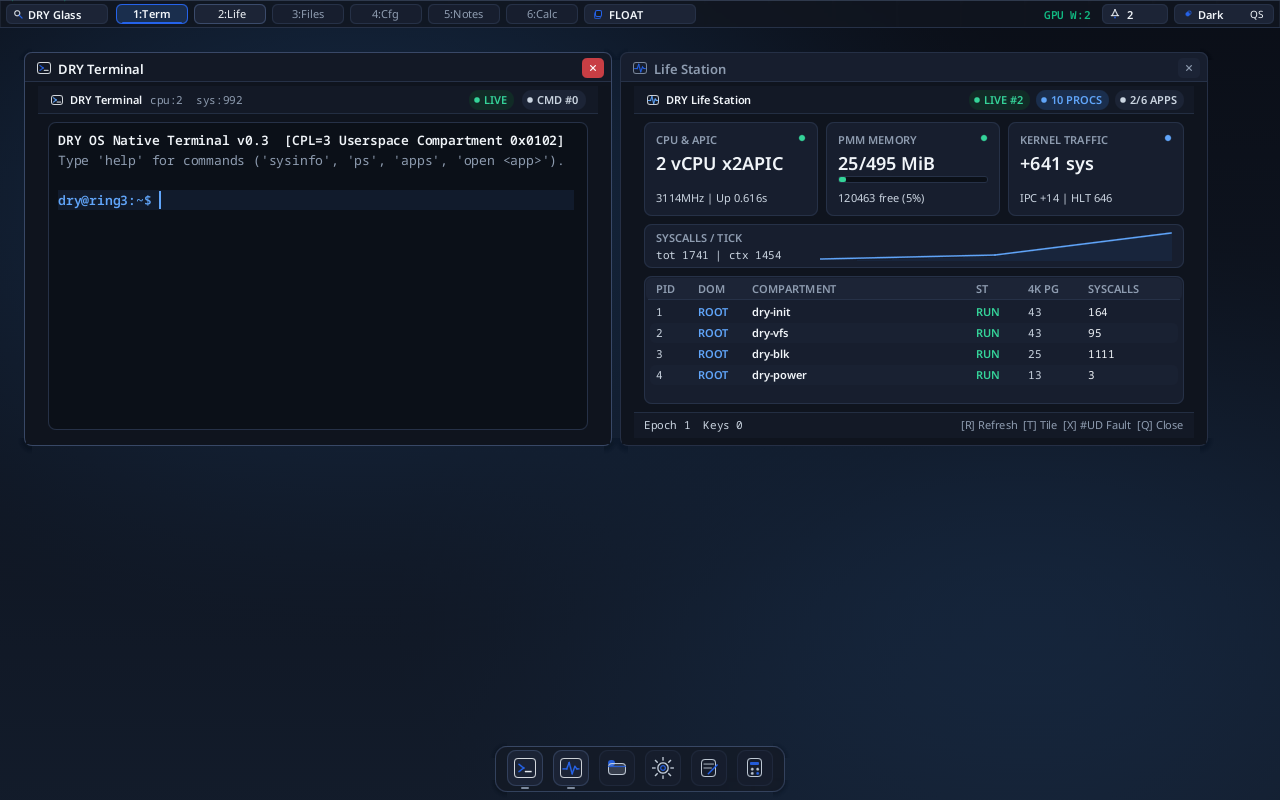 DRY Glass 1:Term 2:Life 3:Files 4:Cfg 5:Notes 6:Calc FLOAT GPU W:2 2 Dark QS
DRY Terminal
DRY Terminal cpu:2 sys:992 LIVE CMD #0
DRY OS Native Terminal v0.3 [CPL=3 Userspace Compartment 0x0102]
Type 'help' for commands ('sysinfo', 'ps', 'apps', 'open <app>').
dry@ring3:~$
Life Station
DRY Life Station LIVE #2 10 PROCS 2/6 APPS
CPU & APIC
2 vCPU x2APIC
3114MHz | Up 0.616s
PMM MEMORY
25/495 MiB
120463 free (5%)
KERNEL TRAFFIC
+641 sys
IPC +14 | HLT 646
SYSCALLS / TICK
tot 1741 | ctx 1454
PID DOM COMPARTMENT ST 4K PG SYSCALLS
1 ROOT dry-init RUN 43 164
2 ROOT dry-vfs RUN 43 95
3 ROOT dry-blk RUN 25 1111
4 ROOT dry-power RUN 13 3
Epoch 1 Keys 0 [R] Refresh [T] Tile [X] #UD Fault [Q] Close